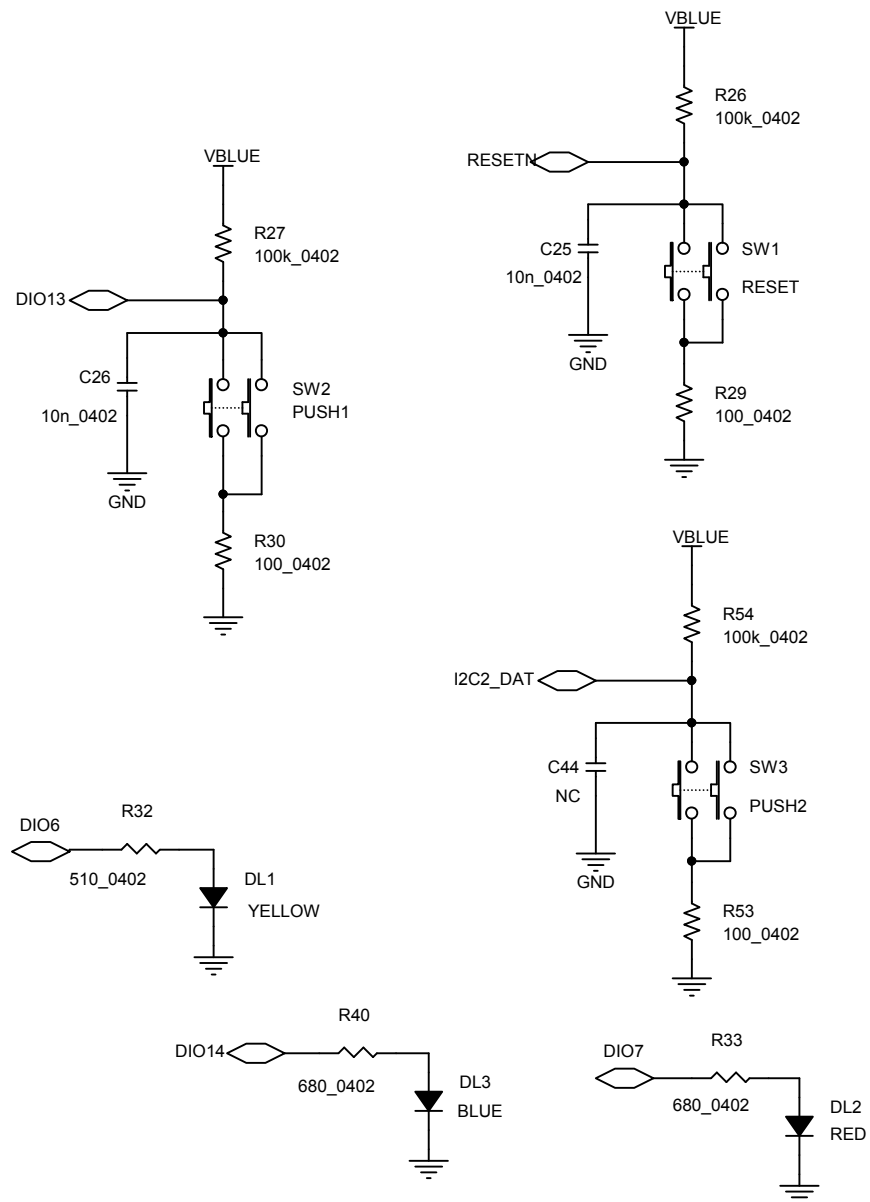 VBLUE
R26
100k_0402
RESETN
C25
10n_0402
SW1
RESET
GND
R29
100_0402
VBLUE
R27
100k_0402
DIO13
C26
10n_0402
SW2
PUSH1
GND
R30
100_0402
VBLUE
R54
100k_0402
I2C2_DAT
C44
NC
SW3
PUSH2
GND
R53
100_0402
DIO6
R32
510_0402
DL1
YELLOW
DIO14
R40
680_0402
DL3
BLUE
DIO7
R33
680_0402
DL2
RED